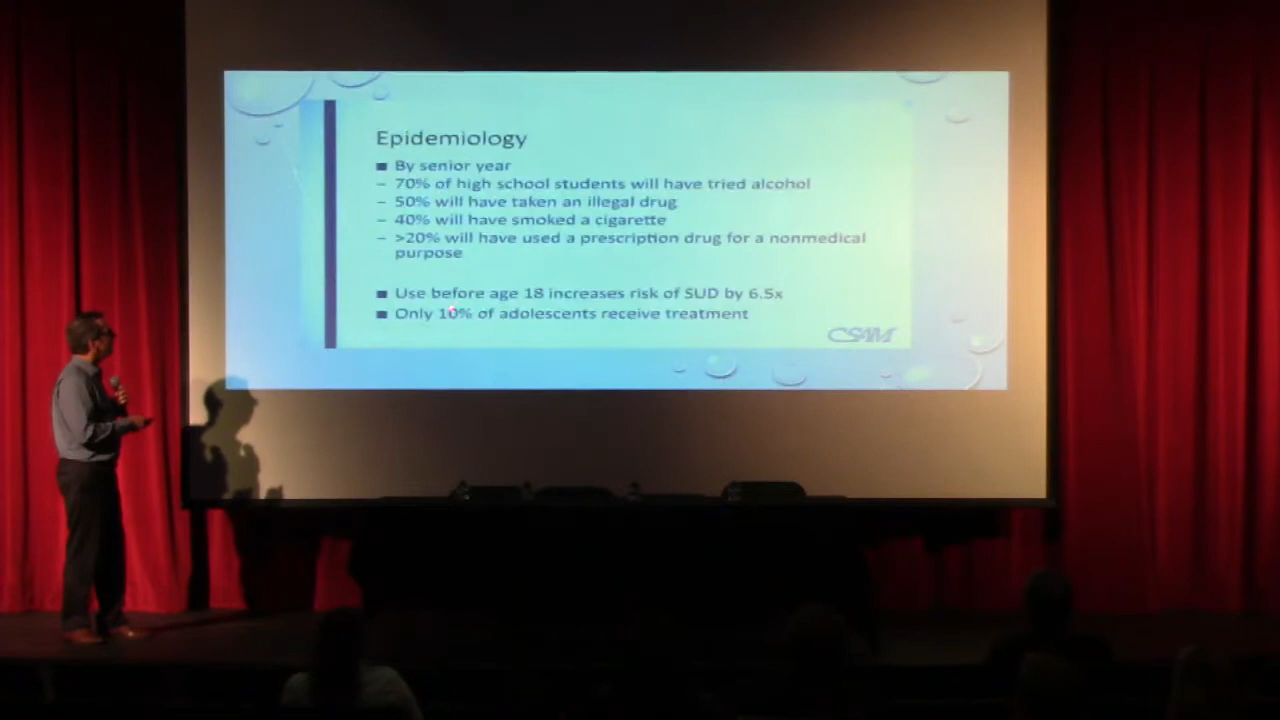 Epidemiology
■ By senior year
– 70% of high school students will have tried alcohol
– 50% will have taken an illegal drug
– 40% will have smoked a cigarette
– >20% will have used a prescription drug for a nonmedical
purpose
■ Use before age 18 increases risk of SUD by 6.5x
■ Only 10% of adolescents receive treatment
CSAM